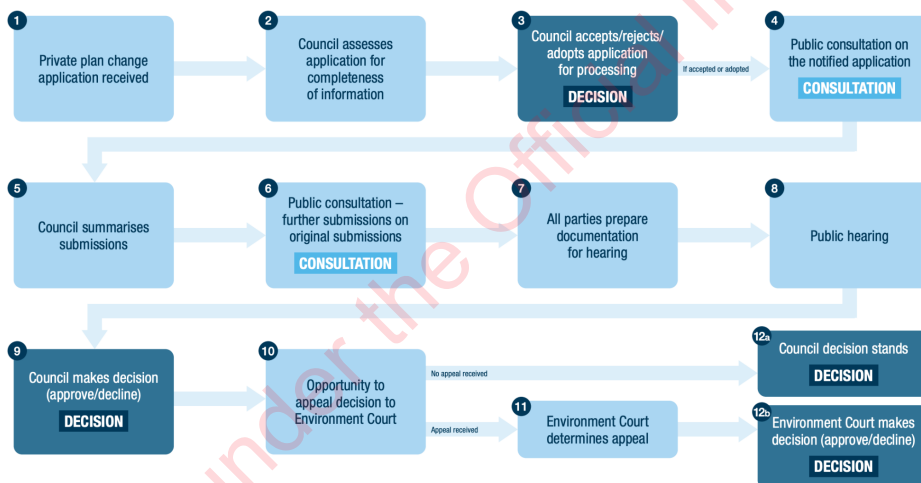 1
Private plan change
application received
2
Council assesses
application for
completeness
of information
3
Council accepts/rejects/
adopts application
for processing
DECISION
If accepted or adopted
4
Public consultation on
the notified application
CONSULTATION
5
Council summarises
submissions
6
Public consultation –
further submissions on
original submissions
CONSULTATION
7
All parties prepare
documentation
for hearing
8
Public hearing
9
Council makes decision
(approve/decline)
DECISION
10
Opportunity to
appeal decision to
Environment Court
No appeal received
Appeal received
11
Environment Court
determines appeal
12a
Council decision stands
DECISION
12b
Environment Court makes
decision (approve/decline)
DECISION
under the Official